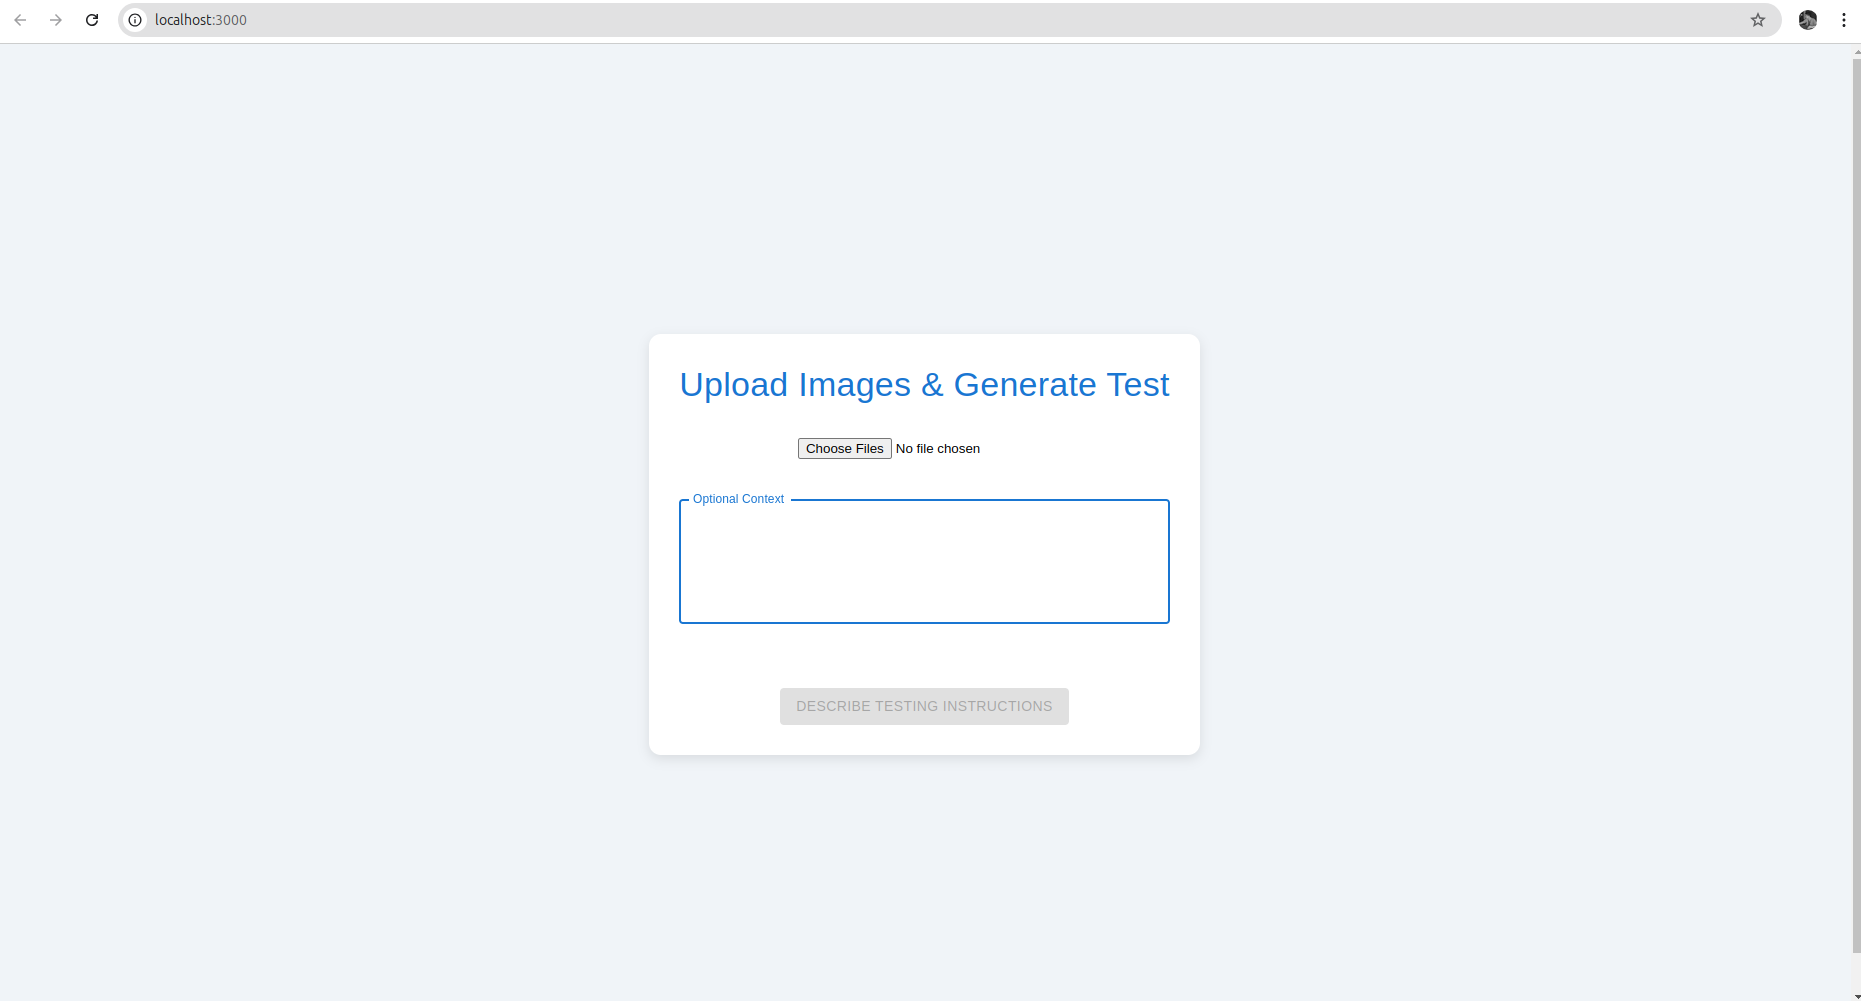 localhost:3000
Upload Images & Generate Test
Choose Files No file chosen
Optional Context
DESCRIBE TESTING INSTRUCTIONS